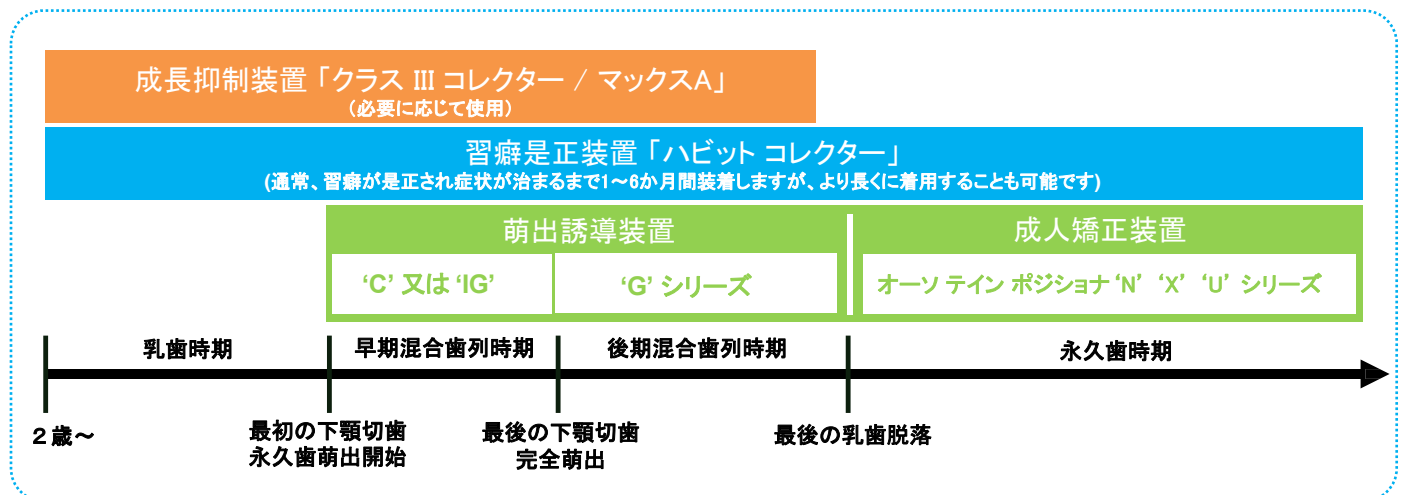 成長抑制装置「クラス III コレクター / マックスA」
（必要に応じて使用）
習癖是正装置「ハビット コレクター」
(通常、習癖が是正され症状が治まるまで1～6か月間装着しますが、より長くに着用することも可能です)
萌出誘導装置
成人矯正装置
‘C’ 又は ‘IG’
‘G’ シリーズ
オーソ テイン ポジショナ ‘N’ ‘X’ ‘U’ シリーズ
乳歯時期
早期混合歯列時期
後期混合歯列時期
永久歯時期
２歳～
最初の下顎切歯
永久歯萌出開始
最後の下顎切歯
完全萌出
最後の乳歯脱落